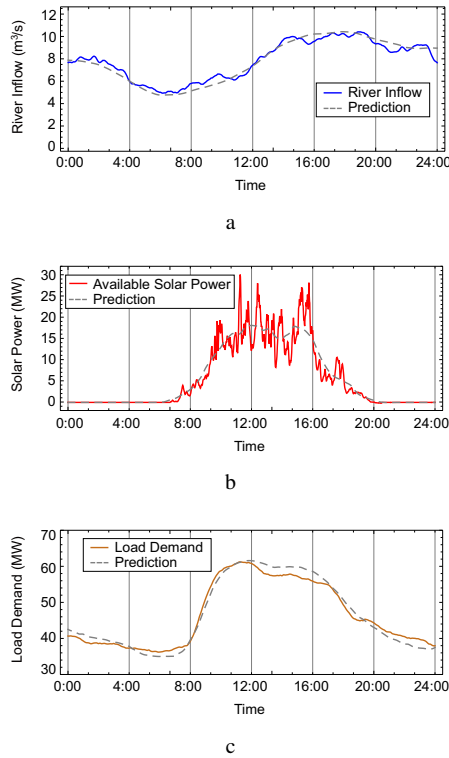 12
10
8
6
4
2
0
River Inflow (m³/s)
River Inflow
Prediction
0:00 4:00 8:00 12:00 16:00 20:00 24:00
Time
a
30
25
20
15
10
5
0
Solar Power (MW)
Available Solar Power
Prediction
0:00 4:00 8:00 12:00 16:00 20:00 24:00
Time
b
70
60
50
40
30
Load Demand (MW)
Load Demand
Prediction
0:00 4:00 8:00 12:00 16:00 20:00 24:00
Time
c